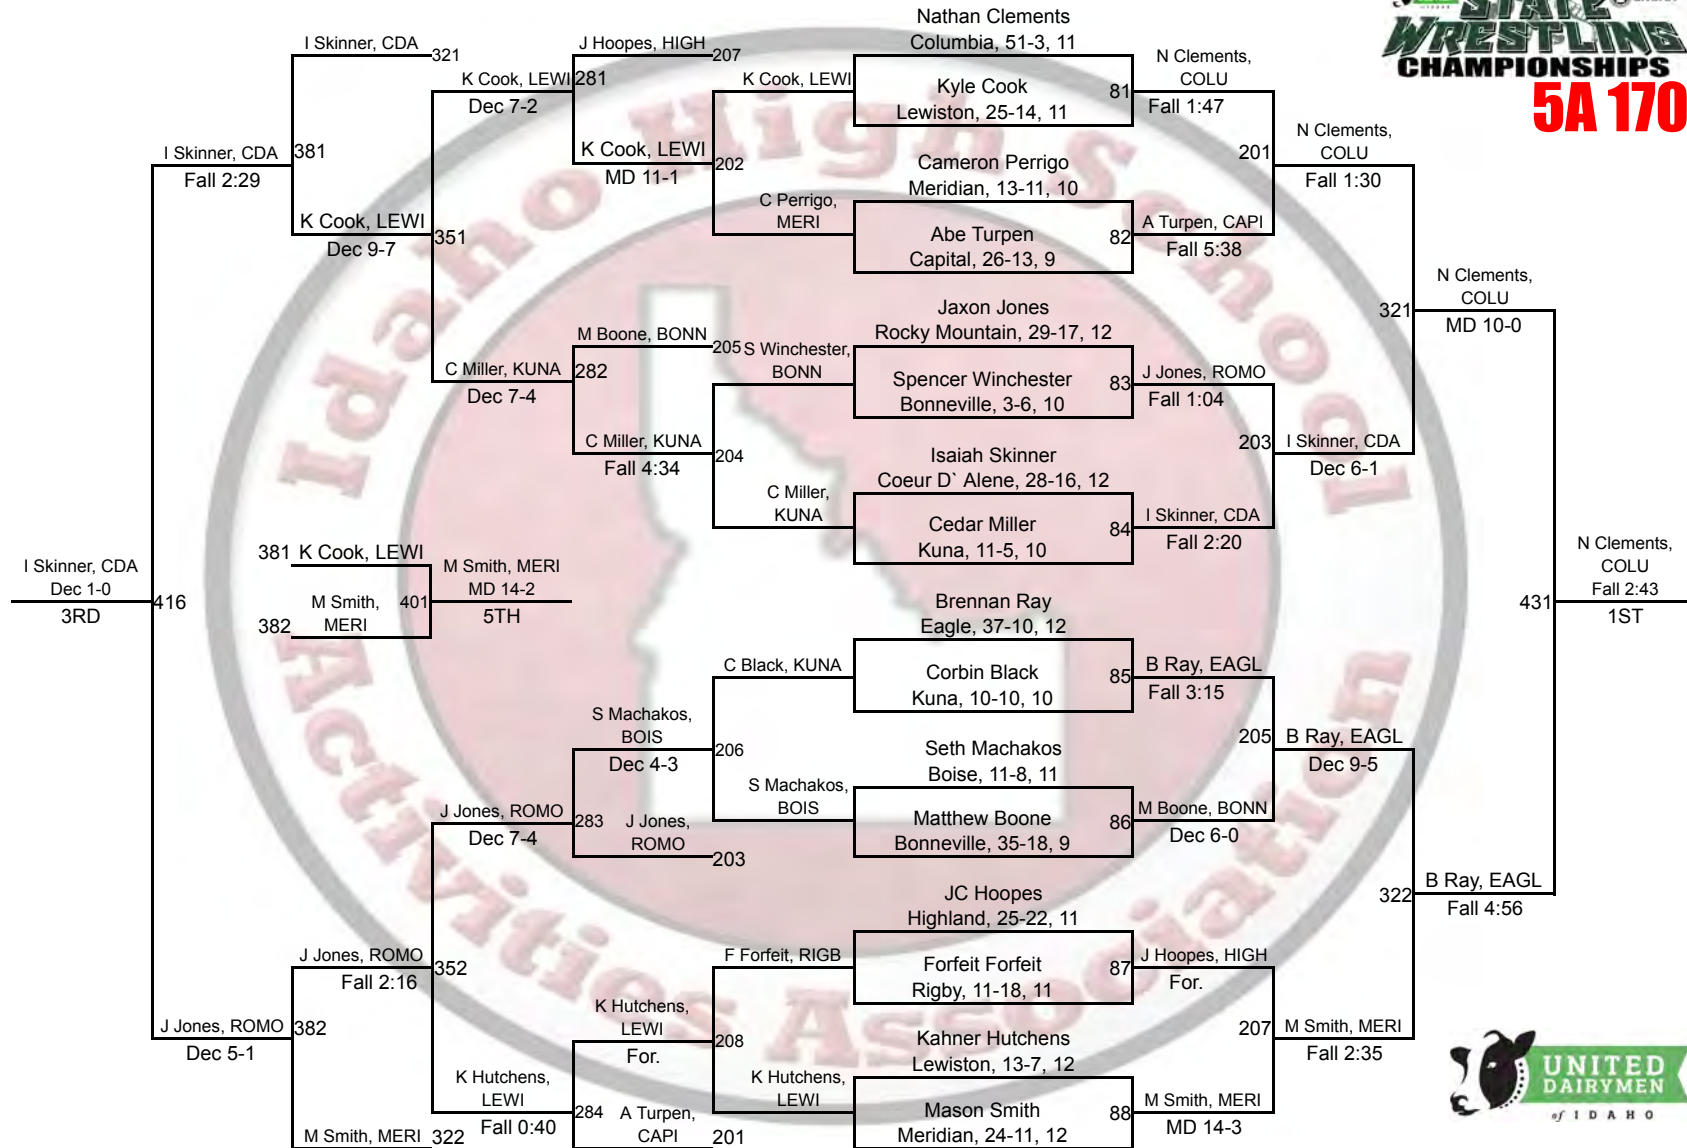 STATE
WRESTLING
CHAMPIONSHIPS
5A 170
Idaho High School
Activities Association
Nathan Clements
Columbia, 51-3, 11
Kyle Cook
Lewiston, 25-14, 11
81
Cameron Perrigo
Meridian, 13-11, 10
Abe Turpen
Capital, 26-13, 9
82
Jaxon Jones
Rocky Mountain, 29-17, 12
Spencer Winchester
Bonneville, 3-6, 10
83
Isaiah Skinner
Coeur D` Alene, 28-16, 12
Cedar Miller
Kuna, 11-5, 10
84
Brennan Ray
Eagle, 37-10, 12
Corbin Black
Kuna, 10-10, 10
85
Seth Machakos
Boise, 11-8, 11
Matthew Boone
Bonneville, 35-18, 9
86
JC Hoopes
Highland, 25-22, 11
Forfeit Forfeit
Rigby, 11-18, 11
87
Kahner Hutchens
Lewiston, 13-7, 12
Mason Smith
Meridian, 24-11, 12
88
N Clements,
COLU
Fall 1:47
A Turpen, CAPI
Fall 5:38
J Jones, ROMO
Fall 1:04
I Skinner, CDA
Fall 2:20
B Ray, EAGL
Fall 3:15
M Boone, BONN
Dec 6-0
J Hoopes, HIGH
For.
M Smith, MERI
MD 14-3
201
N Clements,
COLU
Fall 1:30
203
I Skinner, CDA
Dec 6-1
205
B Ray, EAGL
Dec 9-5
207
M Smith, MERI
Fall 2:35
321
N Clements,
COLU
MD 10-0
322
B Ray, EAGL
Fall 4:56
431
N Clements,
COLU
Fall 2:43
1ST
K Cook, LEWI
C Perrigo,
MERI
202
S Winchester,
BONN
C Miller,
KUNA
204
C Black, KUNA
S Machakos,
BOIS
206
F Forfeit, RIGB
K Hutchens,
LEWI
208
J Hoopes, HIGH
207
K Cook, LEWI
MD 11-1
281
M Boone, BONN
205
C Miller, KUNA
Fall 4:34
282
S Machakos,
BOIS
Dec 4-3
283
J Jones,
ROMO
203
K Hutchens,
LEWI
For.
284
A Turpen,
CAPI
201
K Cook, LEWI
Dec 7-2
C Miller, KUNA
Dec 7-4
351
J Jones, ROMO
Dec 7-4
K Hutchens,
LEWI
Fall 0:40
352
I Skinner, CDA
321
K Cook, LEWI
Dec 9-7
381
J Jones, ROMO
Fall 2:16
382
M Smith, MERI
322
I Skinner, CDA
Fall 2:29
J Jones, ROMO
Dec 5-1
416
I Skinner, CDA
Dec 1-0
3RD
381
K Cook, LEWI
382
M Smith,
MERI
401
M Smith, MERI
MD 14-2
5TH
UNITED
DAIRYMEN
of IDAHO